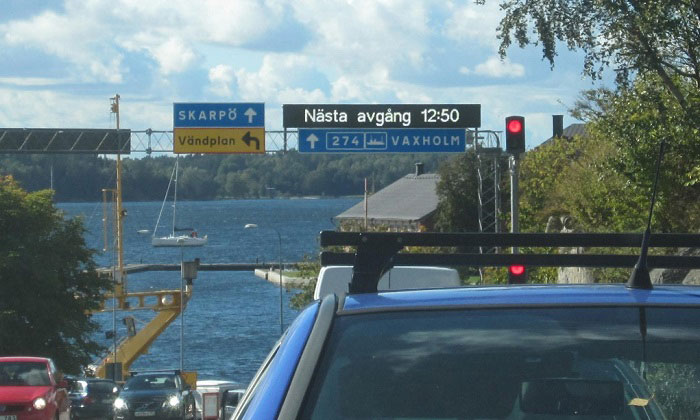 SKARPÖ
Vändplan
Nästa avgång 12:50
274 VAXHOLM